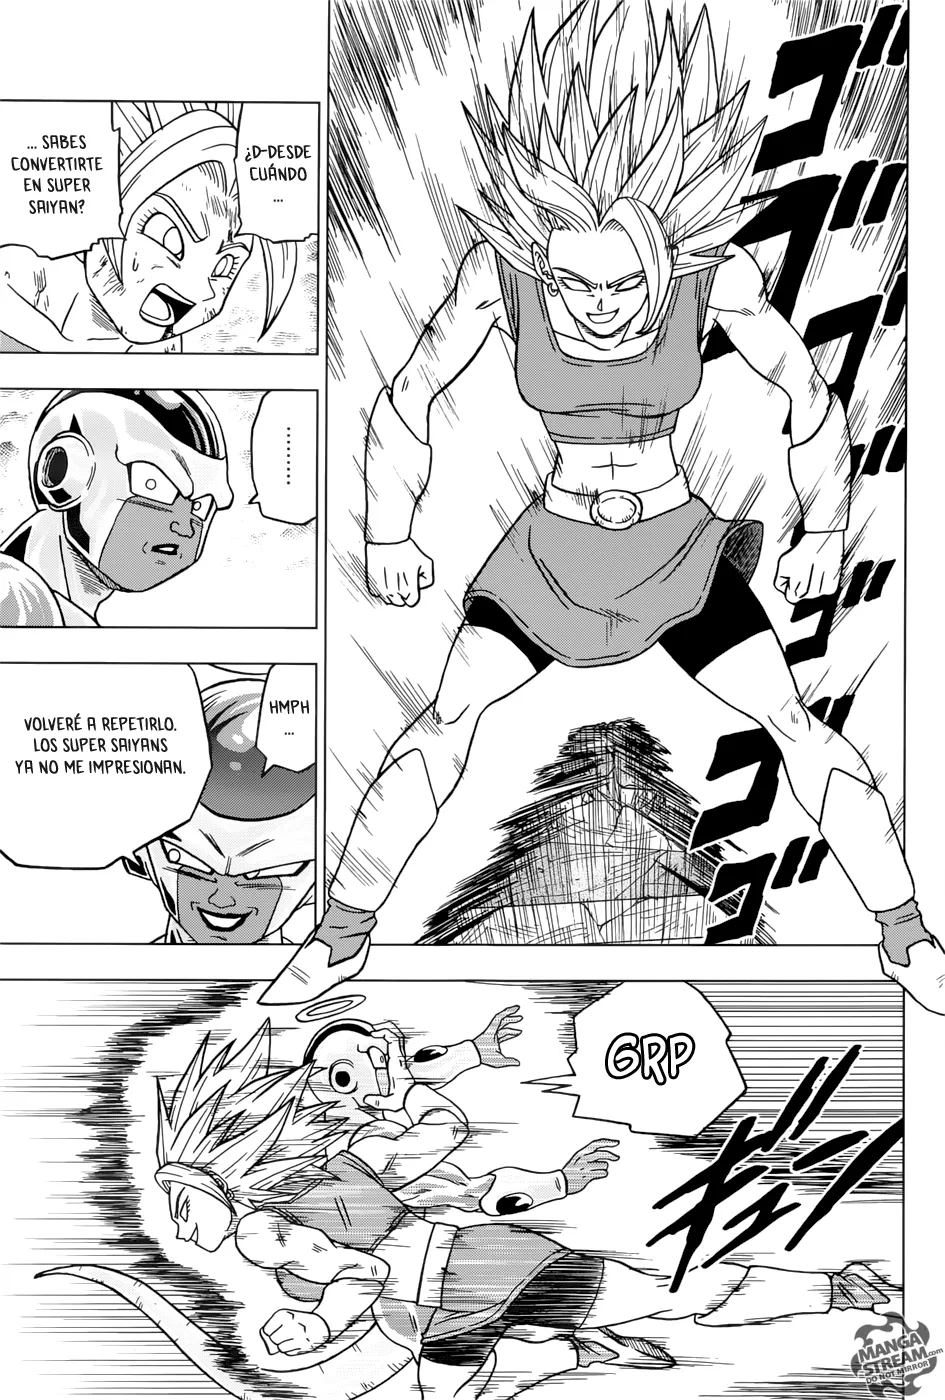 ゴゴゴゴゴゴ
¿D-DESDE
CUÁNDO
...
... SABES
CONVERTIRTE
EN SUPER
SAIYAN?
.........
HMPH
...
VOLVERÉ A REPETIRLO.
LOS SUPER SAIYANS
YA NO ME IMPRESIONAN.
GRP
ギュン
MANGA
STREAM.com
DO NOT MIRROR